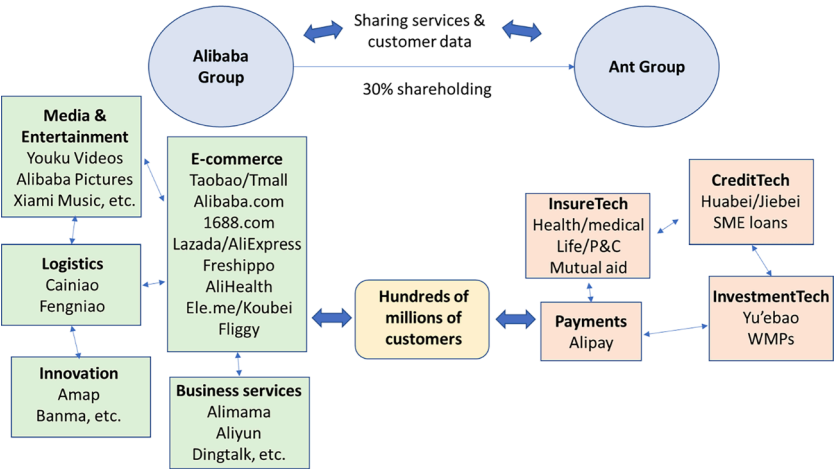 Alibaba
Group
Sharing services &
customer data
30% shareholding
Ant Group
Media &
Entertainment
Youku Videos
Alibaba Pictures
Xiami Music, etc.
Logistics
Cainiao
Fengniao
Innovation
Amap
Banma, etc.
E-commerce
Taobao/Tmall
Alibaba.com
1688.com
Lazada/AliExpress
Freshippo
AliHealth
Ele.me/Koubei
Fliggy
Business services
Alimama
Aliyun
Dingtalk, etc.
Hundreds of
millions of
customers
InsureTech
Health/medical
Life/P&C
Mutual aid
Payments
Alipay
CreditTech
Huabei/Jiebei
SME loans
InvestmentTech
Yu’ebao
WMPs